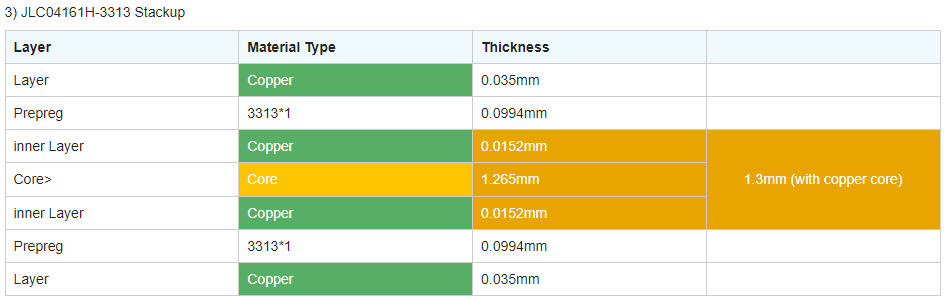 3) JLC04161H-3313 Stackup
Layer Material Type Thickness
Layer Copper 0.035mm
Prepreg 3313*1 0.0994mm
inner Layer Copper 0.0152mm
Core> Core 1.265mm 1.3mm (with copper core)
inner Layer Copper 0.0152mm
Prepreg 3313*1 0.0994mm
Layer Copper 0.035mm